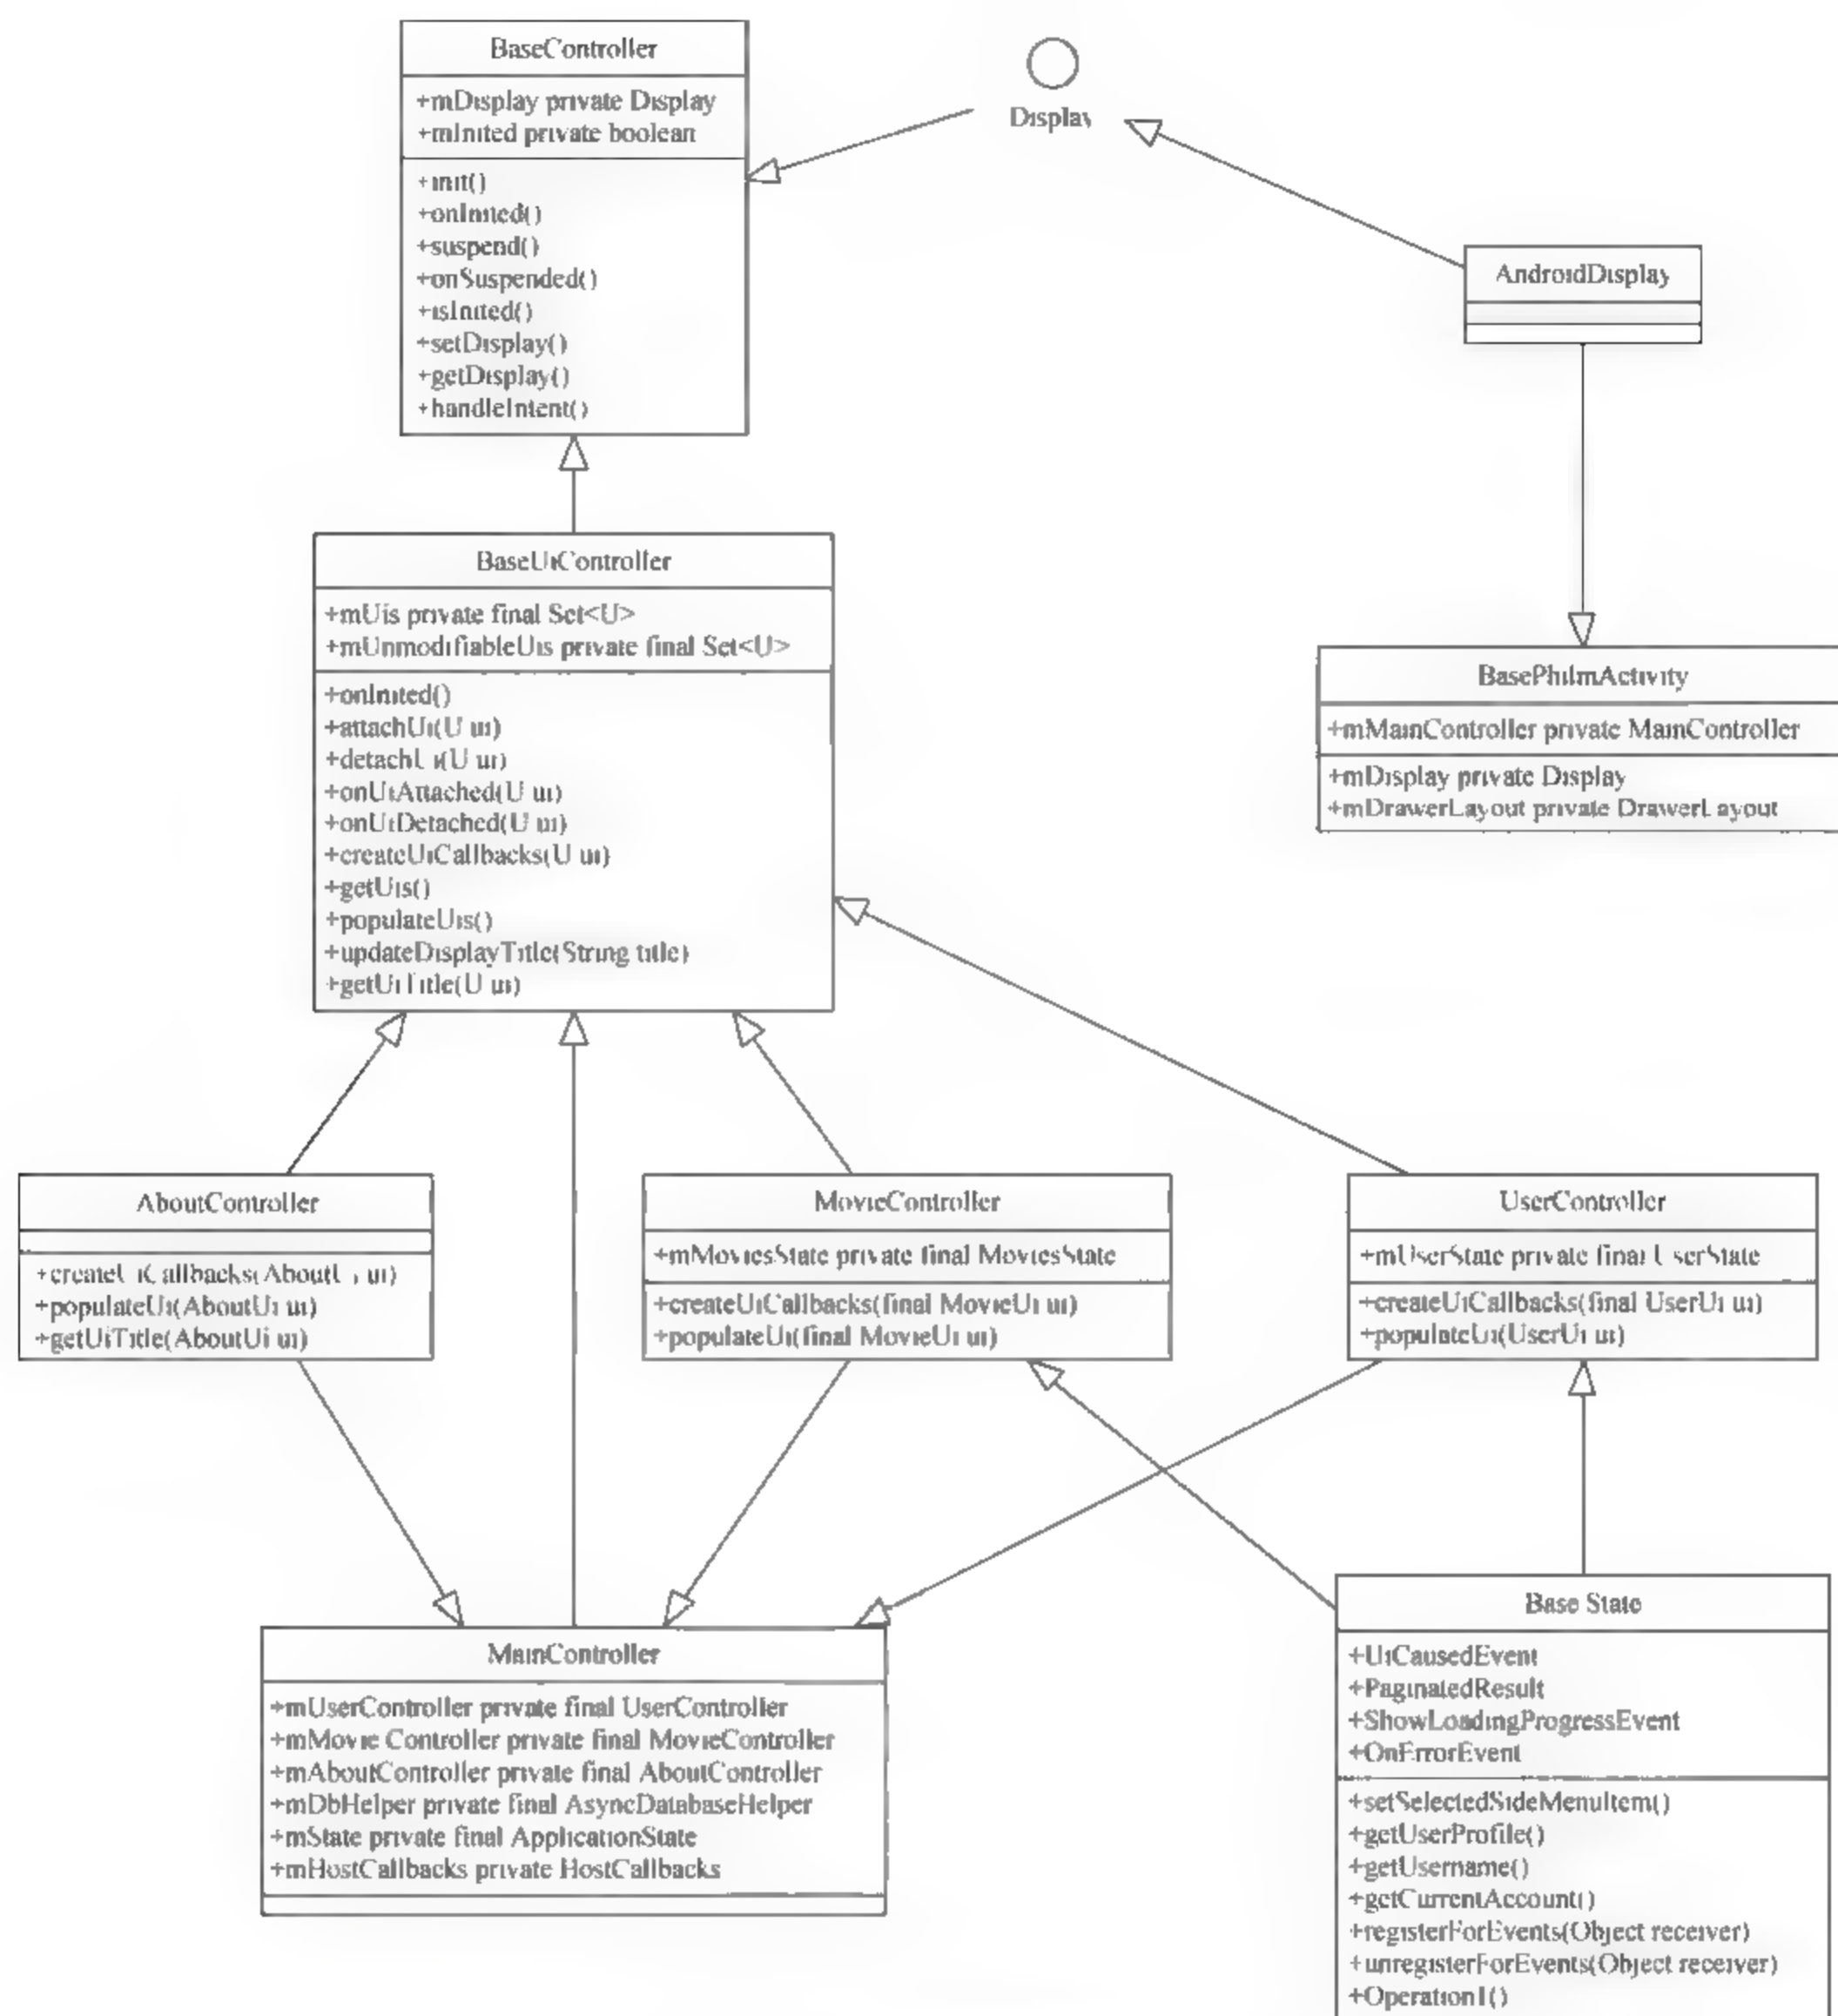 BaseController
+mDisplay private Display
+mInited private boolean
+init()
+onInited()
+suspend()
+onSuspended()
+isInited()
+setDisplay()
+getDisplay()
+handleIntent()
Display
AndroidDisplay
BaseUiController
+mUis private final Set<U>
+mUnmodifiableUis private final Set<U>
+onInited()
+attachUi(U ui)
+detachUi(U ui)
+onUiAttached(U ui)
+onUiDetached(U ui)
+createUiCallbacks(U ui)
+getUis()
+populateUis()
+updateDisplayTitle(String title)
+getUiTitle(U ui)
BasePhilmActivity
+mMainController private MainController
+mDisplay private Display
+mDrawerLayout private DrawerLayout
AboutController
+createUiCallbacks(AboutUi ui)
+populateUi(AboutUi ui)
+getUiTitle(AboutUi ui)
MovieController
+mMoviesState private final MoviesState
+createUiCallbacks(final MovieUi ui)
+populateUi(final MovieUi ui)
UserController
+mUserState private final UserState
+createUiCallbacks(final UserUi ui)
+populateUi(UserUi ui)
MainController
+mUserController private final UserController
+mMovie Controller private final MovieController
+mAboutController private final AboutController
+mDbHelper private final AsyncDatabaseHelper
+mState private final ApplicationState
+mHostCallbacks private HostCallbacks
Base State
+UiCausedEvent
+PaginatedResult
+ShowLoadingProgressEvent
+OnErrorEvent
+setSelectedSideMenuItem()
+getUserProfile()
+getUsername()
+getCurrentAccount()
+registerForEvents(Object receiver)
+unregisterForEvents(Object receiver)
+Operation1()